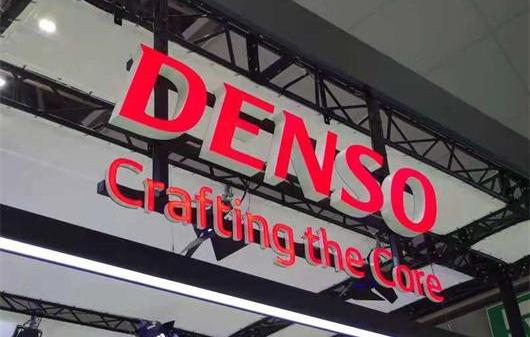 DENSO
Crafting the Core